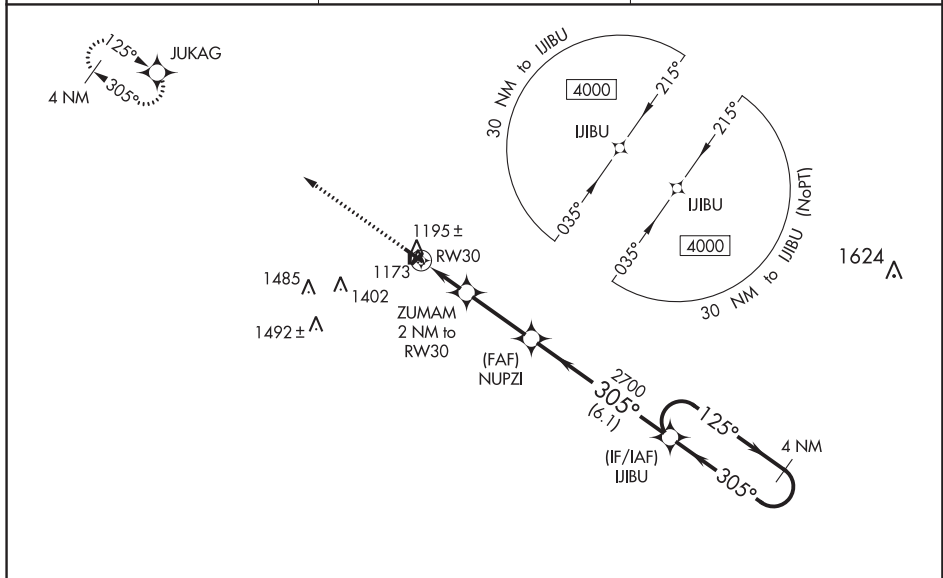 JUKAG
125°
305°
4 NM
30 NM to IJIBU
4000
215°
IJIBU
035°
215°
IJIBU
4000
035°
30 NM to IJIBU (NoPT)
1624
1195 ±
RW30
1173
1485
1402
1492 ±
ZUMAM
2 NM to
RW30
(FAF)
NUPZI
2700
305°
(6.1)
(IF/IAF)
IJIBU
125°
4 NM
305°